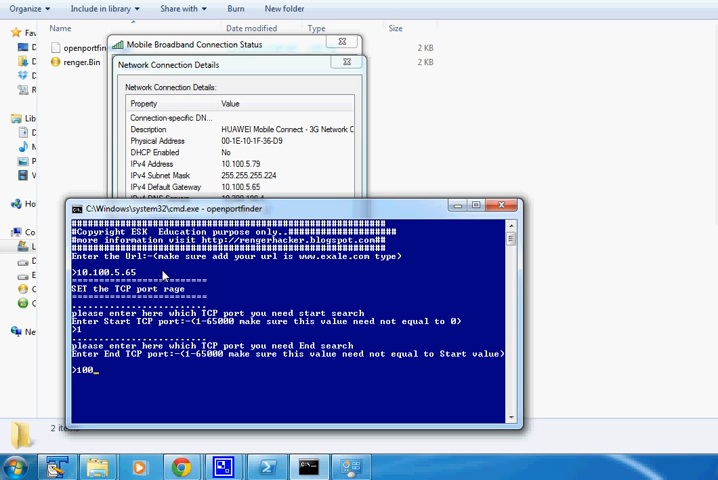 Organize
Include in library
Share with
Burn
New folder
Name
Date modified
Type
Size
Fav
openportfin
2 KB
renger.Bin
2 KB
Mobile Broadband Connection Status
Network Connection Details
Network Connection Details:
Property Value
Connection-specific DN...
Description HUAWEI Mobile Connect - 3G Network C
Physical Address 00-1E-10-1F-36-D9
DHCP Enabled No
IPv4 Address 10.100.5.79
IPv4 Subnet Mask 255.255.255.224
IPv4 Default Gateway 10.100.5.65
Lib
Ho
Co
Ne
C:\Windows\system32\cmd.exe - openportfinder
#Copyright ESK Education purpose only..######################
#more information visit http://rengerhacker.blogspot.com##
Enter the Url:-(make sure add your url is www.exale.com type)
>10.100.5.65
=========================
SET the TCP port rage
=========================
.........................
please enter here which TCP port you need start search
Enter Start TCP port:-(1-65000 make sure this value need not equal to 0)
>1
.........................
please enter here which TCP port you need End search
Enter End TCP port:-(1-65000 make sure this value need not equal to Start value)
>100_
2 items